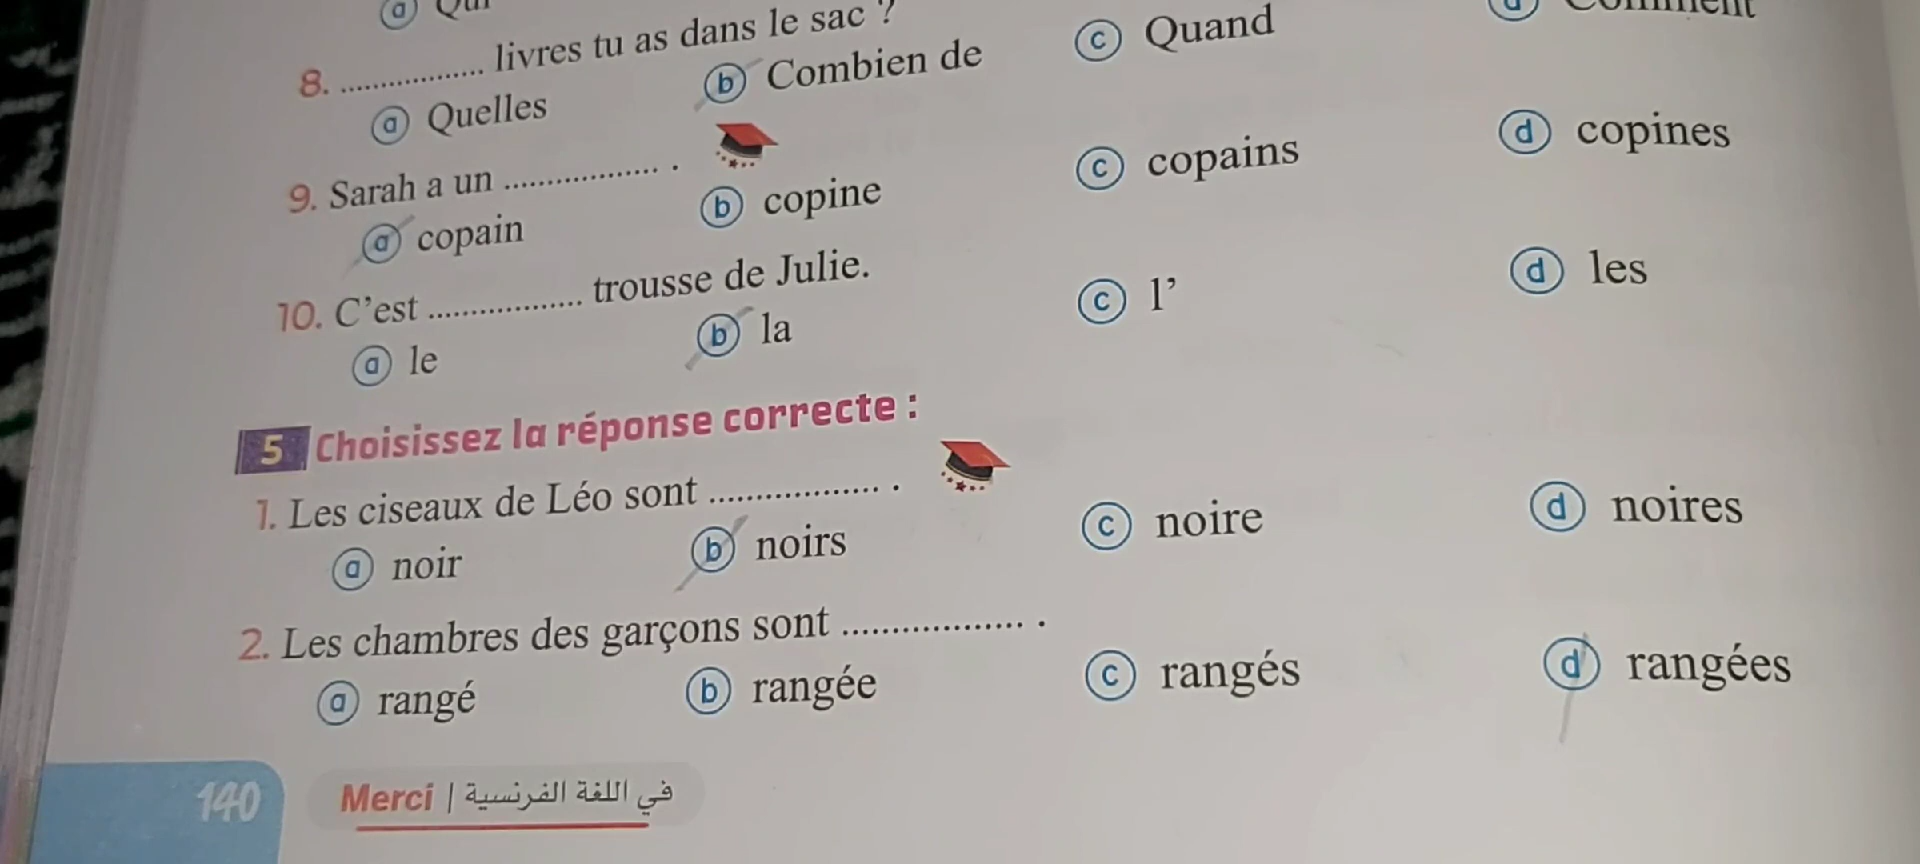 8. ................ livres tu as dans le sac ?
ⓐ Quelles ⓑ Combien de ⓒ Quand
9. Sarah a un ................ .
ⓐ copain ⓑ copine ⓒ copains ⓓ copines
10. C'est ................ trousse de Julie.
ⓐ le ⓑ la ⓒ l' ⓓ les
5 Choisissez la réponse correcte :
1. Les ciseaux de Léo sont ................ .
ⓐ noir ⓑ noirs ⓒ noire ⓓ noires
2. Les chambres des garçons sont ................ .
ⓐ rangé ⓑ rangée ⓒ rangés ⓓ rangées
140 Merci | في اللغة الفرنسية